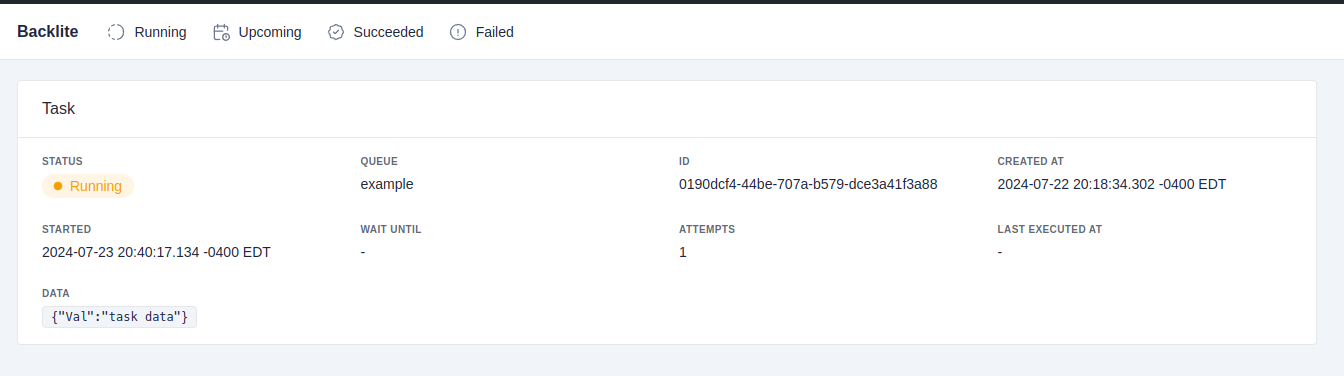 Backlite Running Upcoming Succeeded Failed
Task
STATUS QUEUE ID CREATED AT
Running example 0190dcf4-44be-707a-b579-dce3a41f3a88 2024-07-22 20:18:34.302 -0400 EDT
STARTED WAIT UNTIL ATTEMPTS LAST EXECUTED AT
2024-07-23 20:40:17.134 -0400 EDT - 1 -
DATA
{"Val":"task data"}